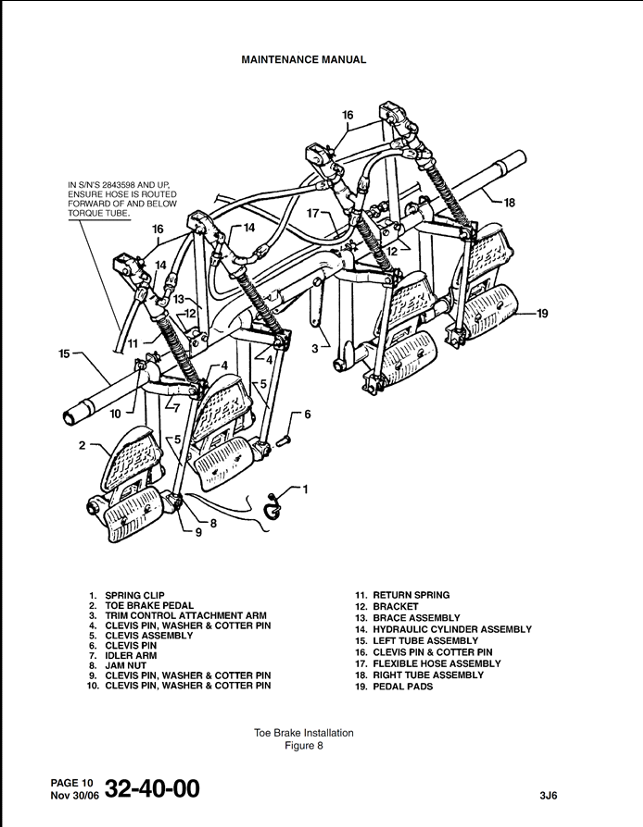 MAINTENANCE MANUAL
IN S/N'S 2843598 AND UP,
ENSURE HOSE IS ROUTED
FORWARD OF AND BELOW
TORQUE TUBE.
16
16
14
14
17
18
12
13
12
11
15
10
7
4
4
5
5
3
19
6
2
1
8
9
PIPER
PIPER
PIPER
PIPER
1. SPRING CLIP
2. TOE BRAKE PEDAL
3. TRIM CONTROL ATTACHMENT ARM
4. CLEVIS PIN, WASHER & COTTER PIN
5. CLEVIS ASSEMBLY
6. CLEVIS PIN
7. IDLER ARM
8. JAM NUT
9. CLEVIS PIN, WASHER & COTTER PIN
10. CLEVIS PIN, WASHER & COTTER PIN
11. RETURN SPRING
12. BRACKET
13. BRACE ASSEMBLY
14. HYDRAULIC CYLINDER ASSEMBLY
15. LEFT TUBE ASSEMBLY
16. CLEVIS PIN & COTTER PIN
17. FLEXIBLE HOSE ASSEMBLY
18. RIGHT TUBE ASSEMBLY
19. PEDAL PADS
Toe Brake Installation
Figure 8
PAGE 10
Nov 30/06
32-40-00
3J6